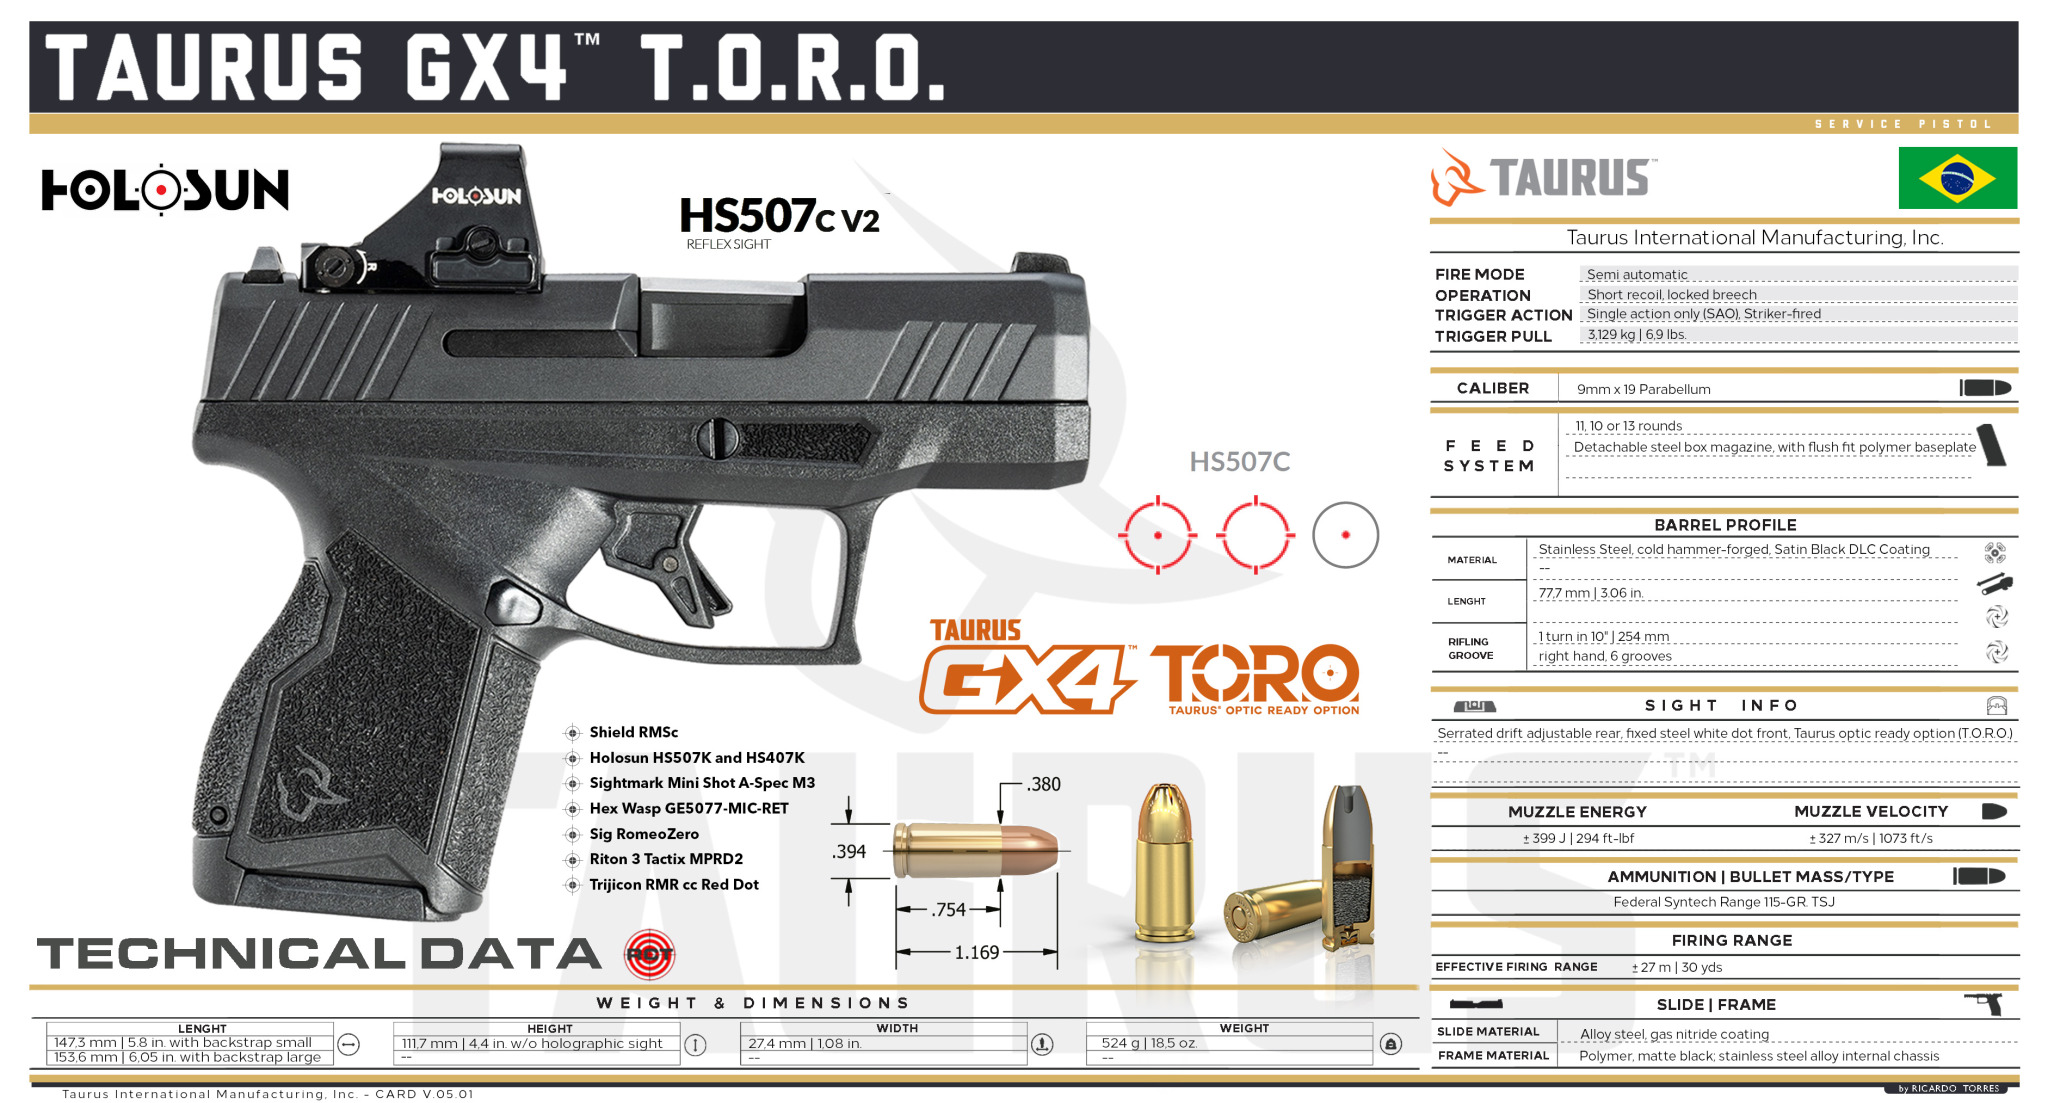 TAURUS GX4™ T.O.R.O.
SERVICE PISTOL
HOLOSUN
HOLOSUN
HS507C V2
REFLEX SIGHT
R
HS507C
TAURUS
GX4™ TORO
TAURUS® OPTIC READY OPTION
Shield RMSc
Holosun HS507K and HS407K
Sightmark Mini Shot A-Spec M3
Hex Wasp GE5077-MIC-RET
Sig RomeoZero
Riton 3 Tactix MPRD2
Trijicon RMR cc Red Dot
.380
.394
.754
1.169
TAURUS™
TECHNICAL DATA
RDT
WEIGHT & DIMENSIONS
LENGHT
147,3 mm | 5.8 in. with backstrap small
153,6 mm | 6,05 in. with backstrap large
HEIGHT
111,7 mm | 4,4 in. w/o holographic sight
--
WIDTH
27,4 mm | 1,08 in.
--
WEIGHT
524 g | 18,5 oz.
--
Taurus International Manufacturing, Inc. - CARD V.05.01
TAURUS™
Taurus International Manufacturing, Inc.
FIRE MODE Semi automatic
OPERATION Short recoil, locked breech
TRIGGER ACTION Single action only (SAO), Striker-fired
TRIGGER PULL 3,129 kg | 6,9 lbs.
CALIBER 9mm x 19 Parabellum
FEED SYSTEM
11, 10 or 13 rounds
Detachable steel box magazine, with flush fit polymer baseplate
BARREL PROFILE
MATERIAL Stainless Steel, cold hammer-forged, Satin Black DLC Coating
--
LENGHT 77,7 mm | 3.06 in.
RIFLING GROOVE
1 turn in 10" | 254 mm
right hand, 6 grooves
SIGHT INFO
Serrated drift adjustable rear, fixed steel white dot front, Taurus optic ready option (T.O.R.O.)
--
MUZZLE ENERGY MUZZLE VELOCITY
± 399 J | 294 ft-lbf ± 327 m/s | 1073 ft/s
AMMUNITION | BULLET MASS/TYPE
Federal Syntech Range 115-GR. TSJ
FIRING RANGE
EFFECTIVE FIRING RANGE ± 27 m | 30 yds
SLIDE | FRAME
SLIDE MATERIAL Alloy steel, gas nitride coating
FRAME MATERIAL Polymer, matte black; stainless steel alloy internal chassis
by RICARDO TORRES